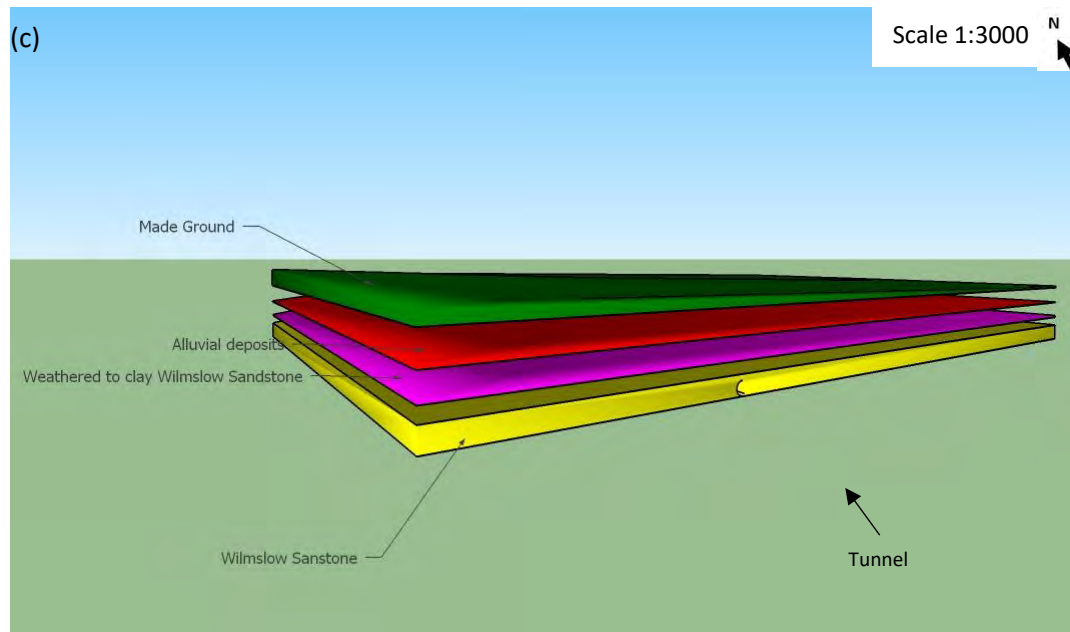 (c)
Scale 1:3000
N
Made Ground
Alluvial deposits
Weathered to clay Wilmslow Sandstone
Wilmslow Sanstone
Tunnel